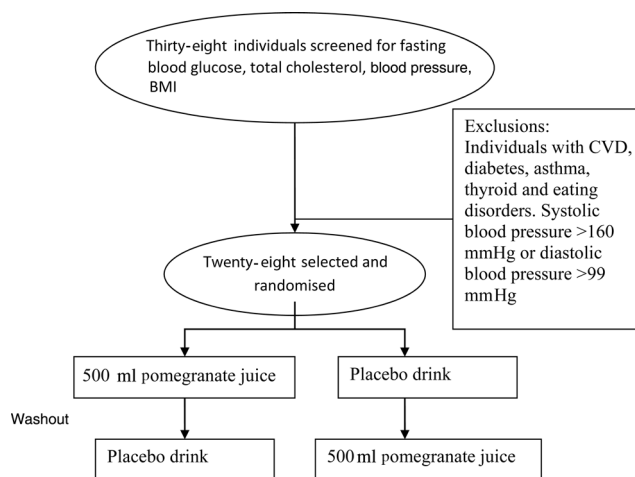 Thirty-eight individuals screened for fasting
blood glucose, total cholesterol, blood pressure,
BMI
Exclusions:
Individuals with CVD,
diabetes, asthma,
thyroid and eating
disorders. Systolic
blood pressure >160
mmHg or diastolic
blood pressure >99
mmHg
Twenty-eight selected and
randomised
500 ml pomegranate juice
Placebo drink
Washout
Placebo drink
500 ml pomegranate juice